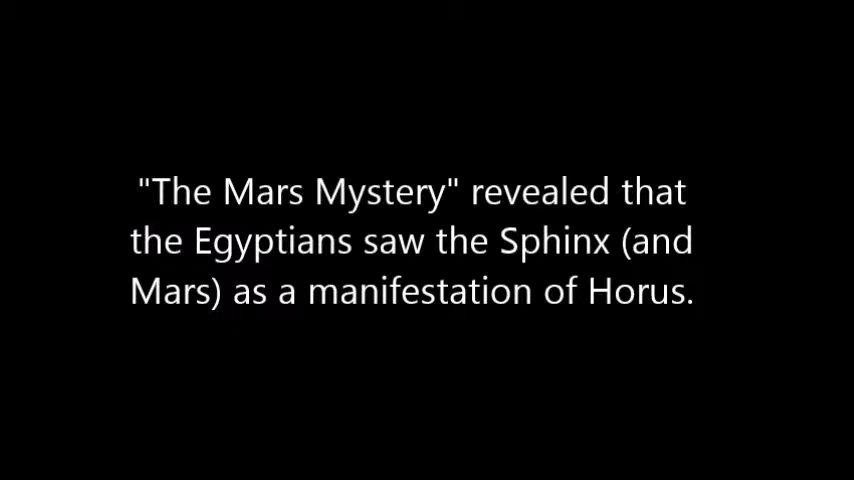 "The Mars Mystery" revealed that
the Egyptians saw the Sphinx (and
Mars) as a manifestation of Horus.